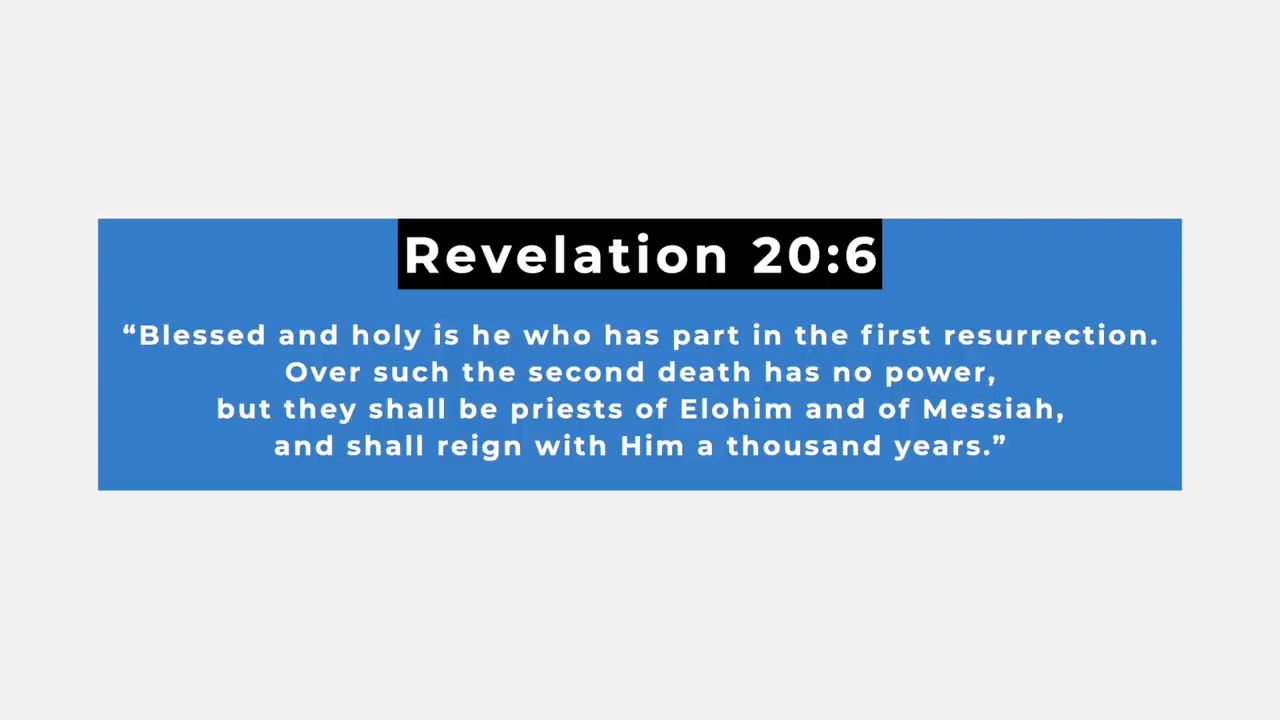 Revelation 20:6
“Blessed and holy is he who has part in the first resurrection.
Over such the second death has no power,
but they shall be priests of Elohim and of Messiah,
and shall reign with Him a thousand years.”